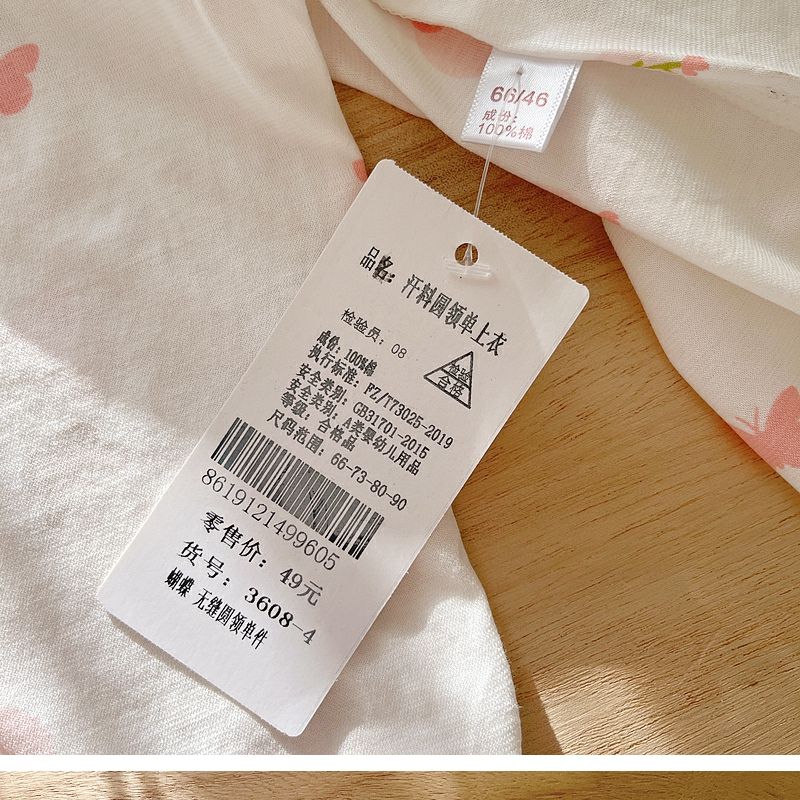 66/46
成份:
100%棉
品名: 汗料圆领单上衣
检验员: 08
检验
合格
成份: 100%棉
执行标准: FZ/T73025-2019
安全类别: GB31701-2015
安全类别: A类婴幼儿用品
等级: 合格品
尺码范围: 66-73-80-90
8619121499605
零售价: 49元
货号: 3608-4
蝴蝶 无缝圆领单件